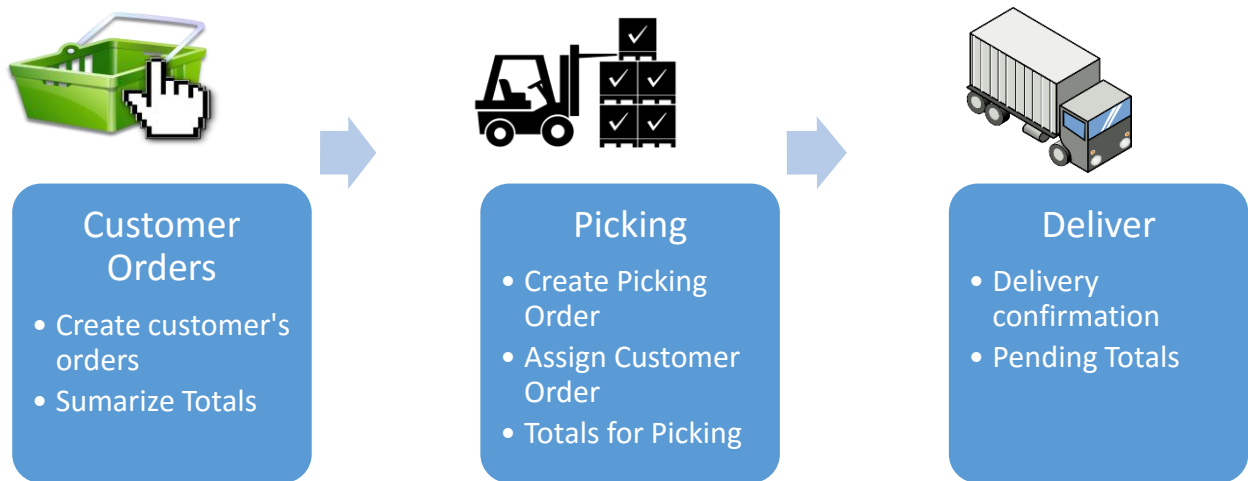 Customer
Orders
• Create customer's
orders
• Sumarize Totals
Picking
• Create Picking
Order
• Assign Customer
Order
• Totals for Picking
Deliver
• Delivery
confirmation
• Pending Totals